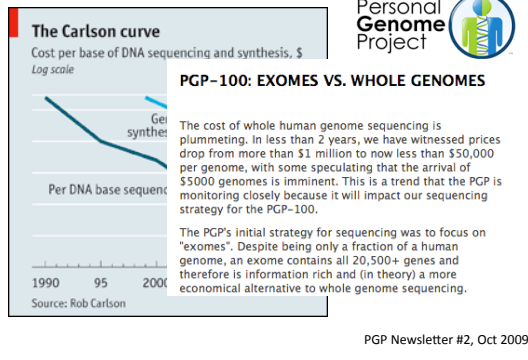 The Carlson curve
Cost per base of DNA sequencing and synthesis, $
Log scale
Personal
Genome
Project
PGP-100: EXOMES VS. WHOLE GENOMES
The cost of whole human genome sequencing is
plummeting. In less than 2 years, we have witnessed prices
drop from more than $1 million to now less than $50,000
per genome, with some speculating that the arrival of
$5000 genomes is imminent. This is a trend that the PGP is
monitoring closely because it will impact our sequencing
strategy for the PGP-100.
The PGP's initial strategy for sequencing was to focus on
"exomes". Despite being only a fraction of a human
genome, an exome contains all 20,500+ genes and
therefore is information rich and (in theory) a more
economical alternative to whole genome sequencing.
Per DNA base
1990 95 2000
Source: Rob Carlson
PGP Newsletter #2, Oct 2009